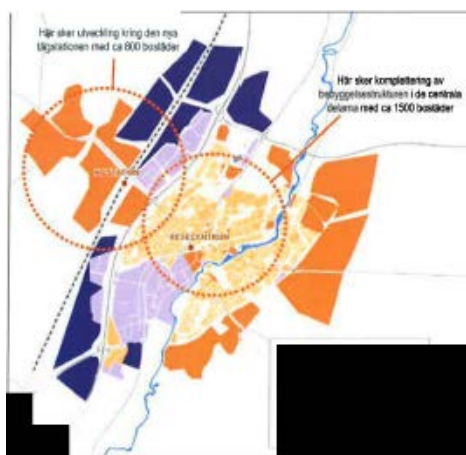 Här sker utveckling kring den nya
tågstationen med ca 800 bostäder
Här sker komplettering av
bebyggelsestrukturen i de centrala
delarna med ca 1500 bostäder
RESECENTRUM